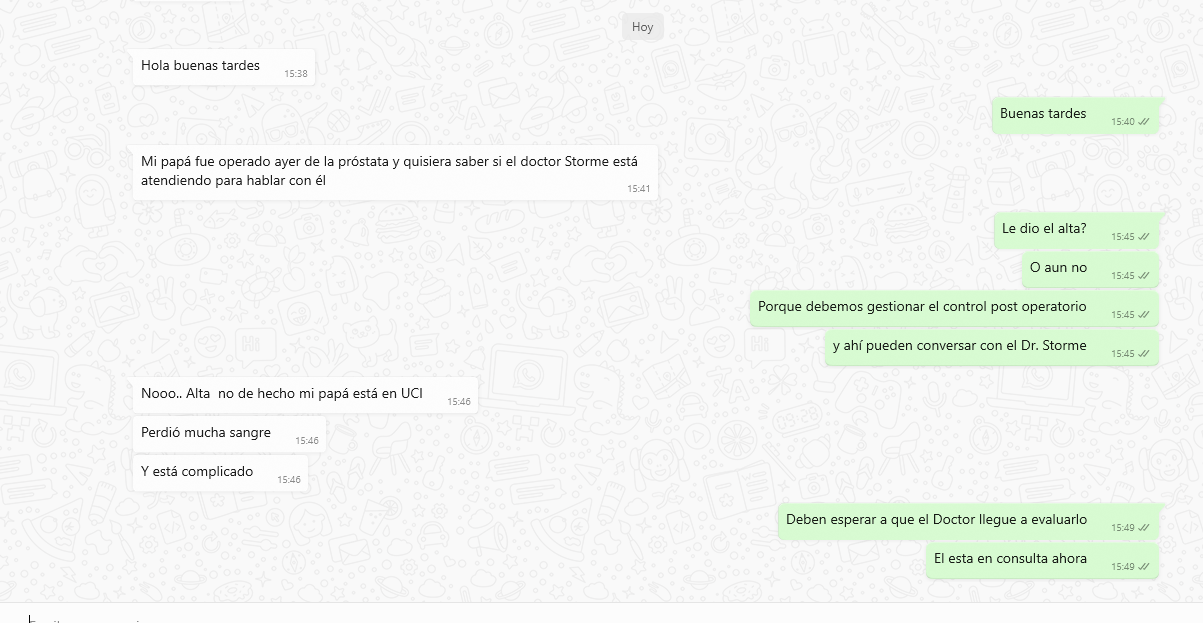 Hoy
Hola buenas tardes
15:38
Buenas tardes
15:40
Mi papá fue operado ayer de la próstata y quisiera saber si el doctor Storme está
atendiendo para hablar con él
15:41
Le dio el alta?
15:45
O aun no
15:45
Porque debemos gestionar el control post operatorio
15:45
y ahí pueden conversar con el Dr. Storme
15:45
Nooo.. Alta  no de hecho mi papá está en UCI
15:46
Perdió mucha sangre
15:46
Y está complicado
15:46
Deben esperar a que el Doctor llegue a evaluarlo
15:49
El esta en consulta ahora
15:49